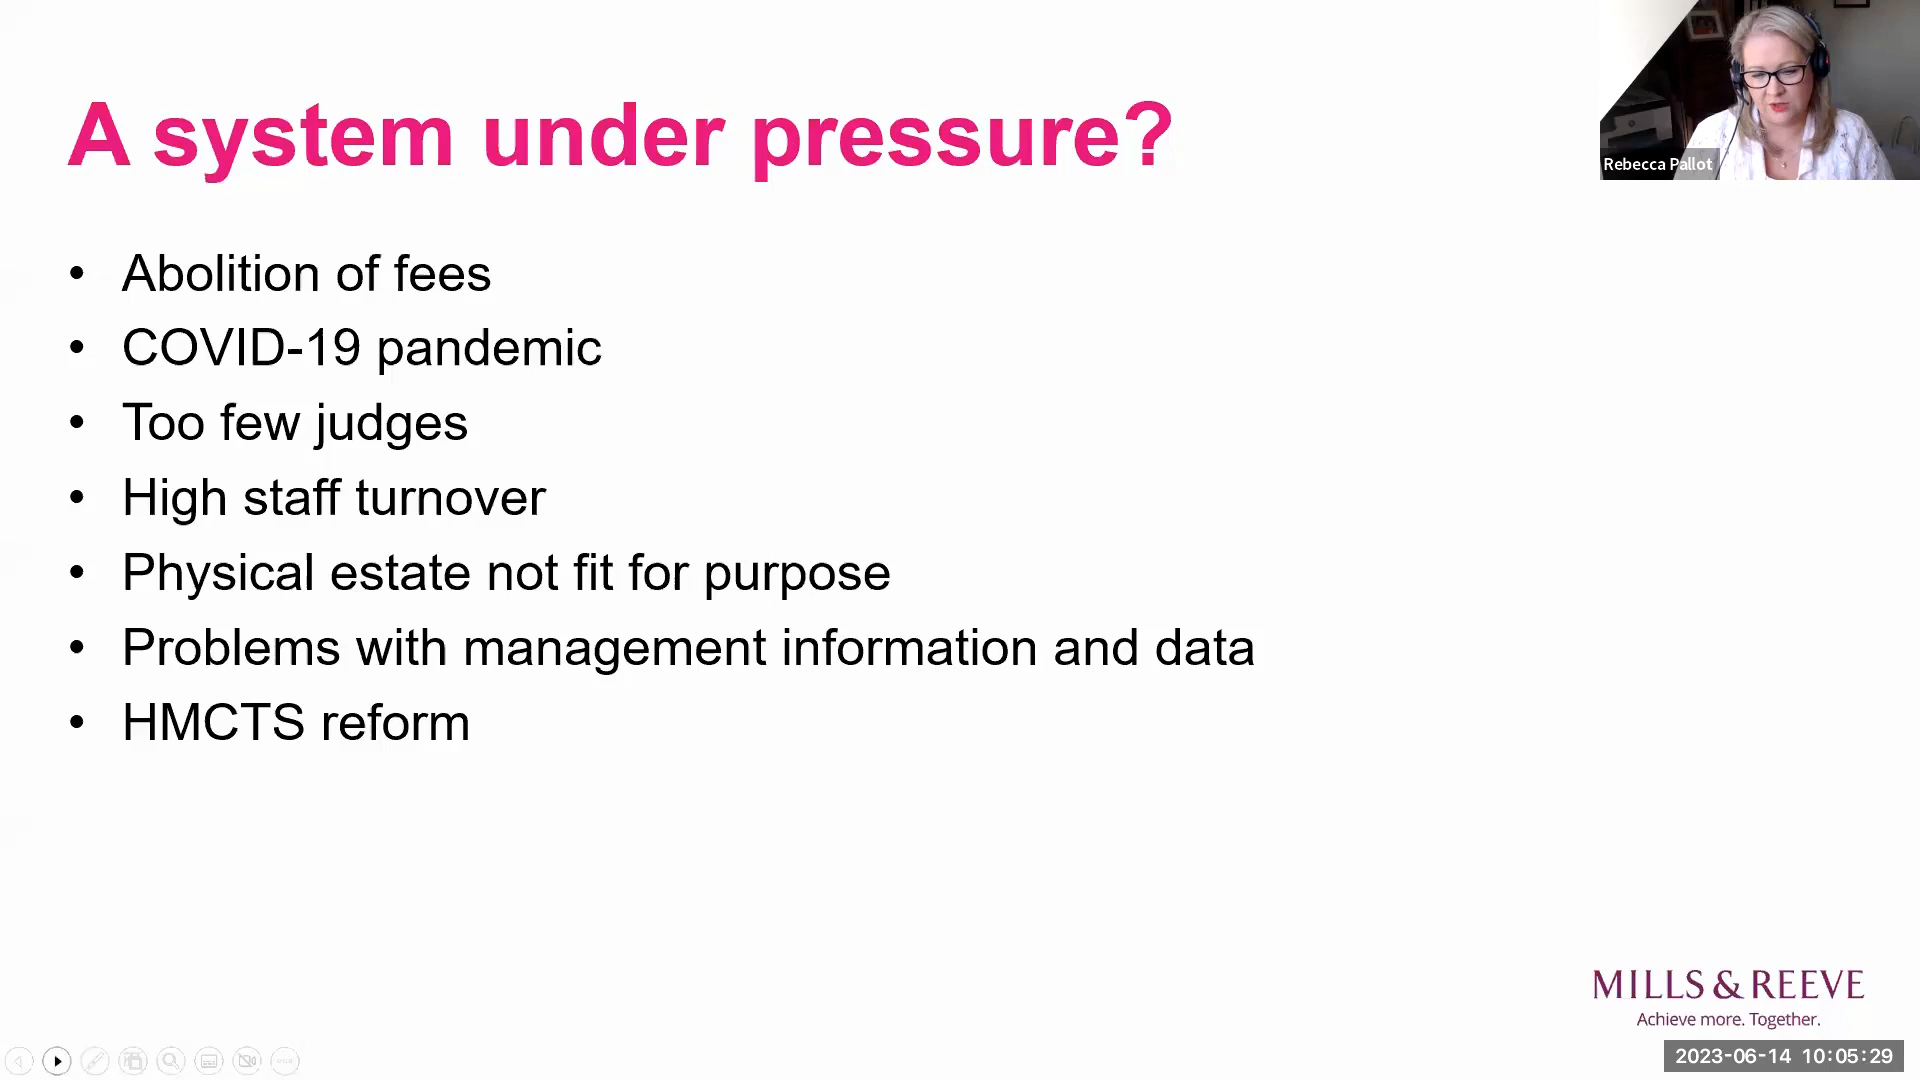 A system under pressure?
Rebecca Pallot
• Abolition of fees
• COVID-19 pandemic
• Too few judges
• High staff turnover
• Physical estate not fit for purpose
• Problems with management information and data
• HMCTS reform
MILLS & REEVE
Achieve more. Together.
2023-06-14 10:05:29